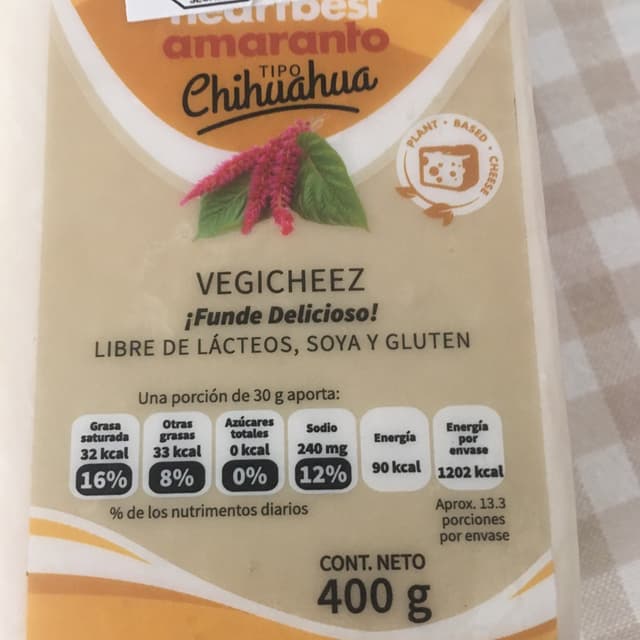 heartbest
amaranto
TIPO
Chihuahua
PLANT • BASED • CHEESE
VEGICHEEZ
¡Funde Delicioso!
LIBRE DE LÁCTEOS, SOYA Y GLUTEN
Una porción de 30 g aporta:
Grasa saturada 32 kcal 16%
Otras grasas 33 kcal 8%
Azúcares totales 0 kcal 0%
Sodio 240 mg 12%
Energía 90 kcal
Energía por envase 1202 kcal
% de los nutrimentos diarios
Aprox. 13.3
porciones
por envase
CONT. NETO
400 g